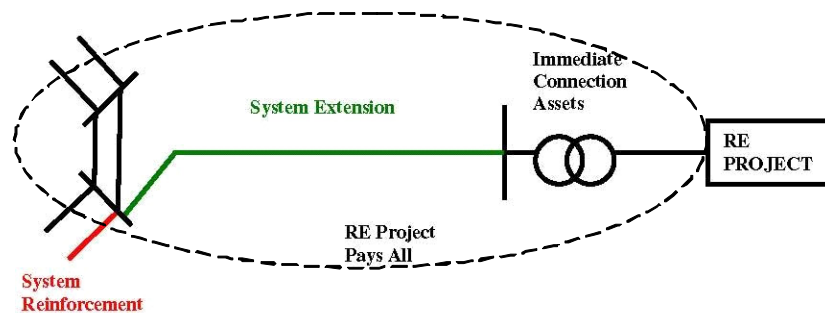 Immediate
Connection
Assets
System Extension
RE
PROJECT
RE Project
Pays All
System
Reinforcement